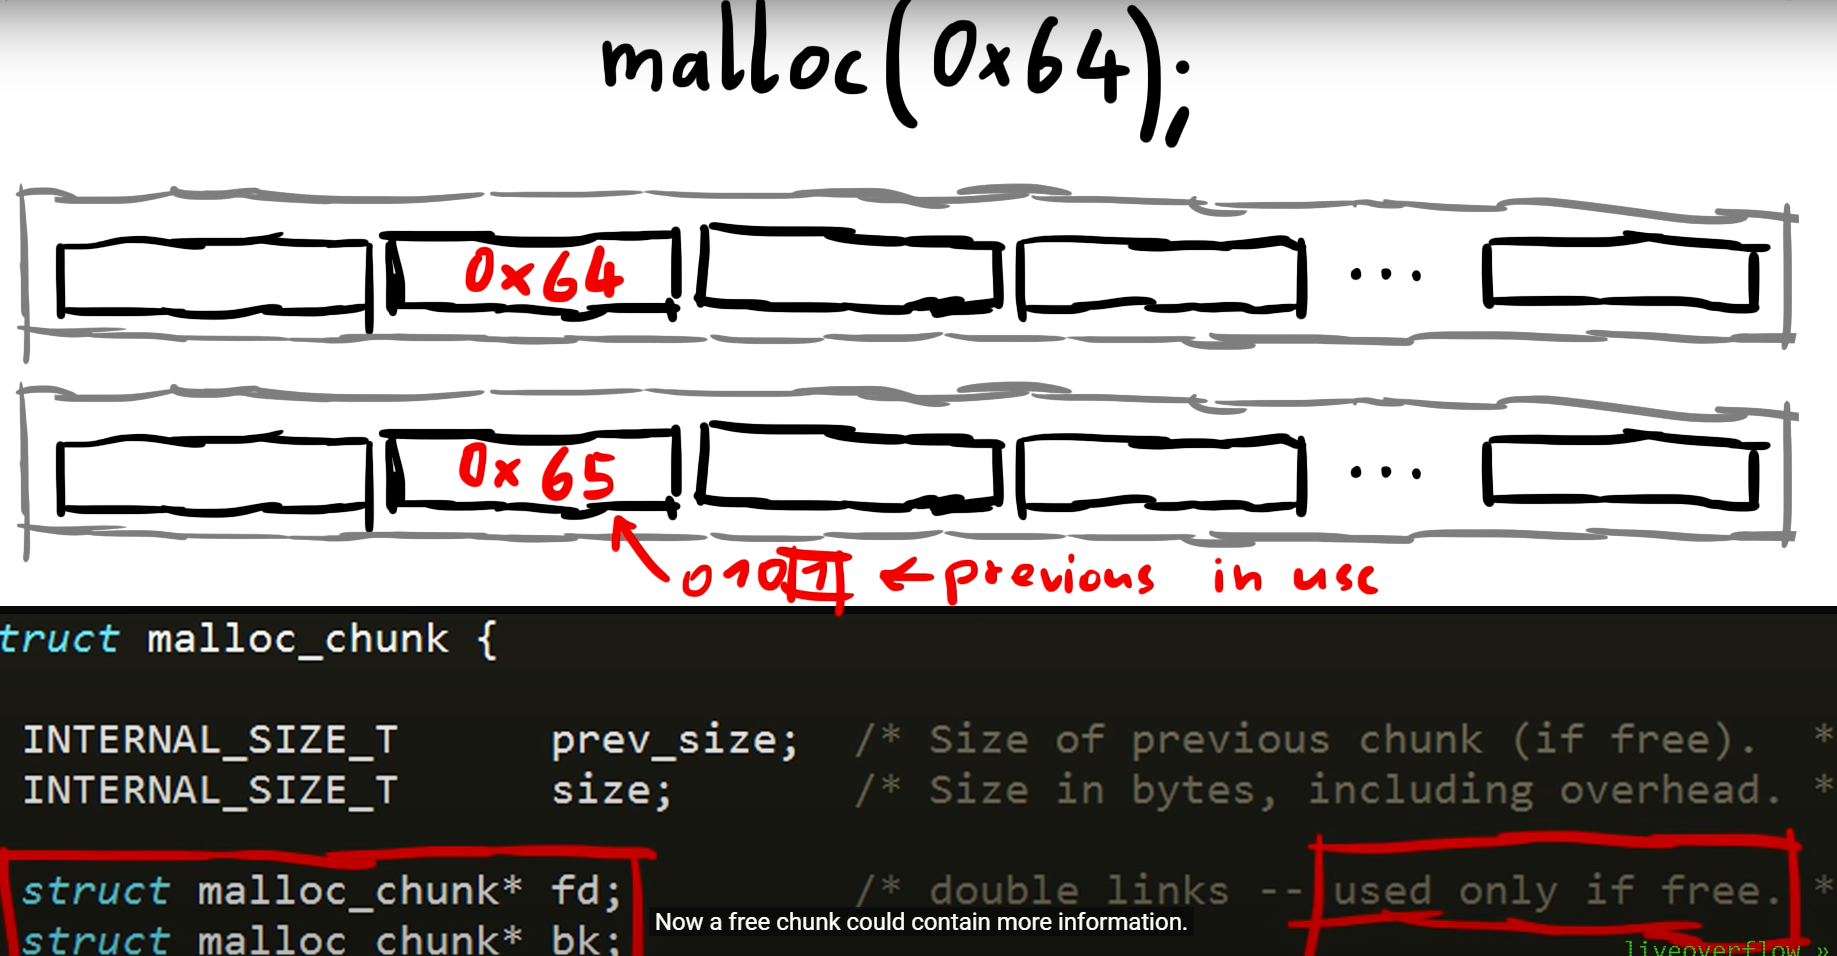 malloc(0x64);
0x64
...
0x65
...
0101 ← previous in use
truct malloc_chunk {
INTERNAL_SIZE_T prev_size; /* Size of previous chunk (if free). *
INTERNAL_SIZE_T size; /* Size in bytes, including overhead. *
struct malloc_chunk* fd; /* double links -- used only if free. *
Now a free chunk could contain more information.
struct malloc_chunk* bk;
liveoverflow »